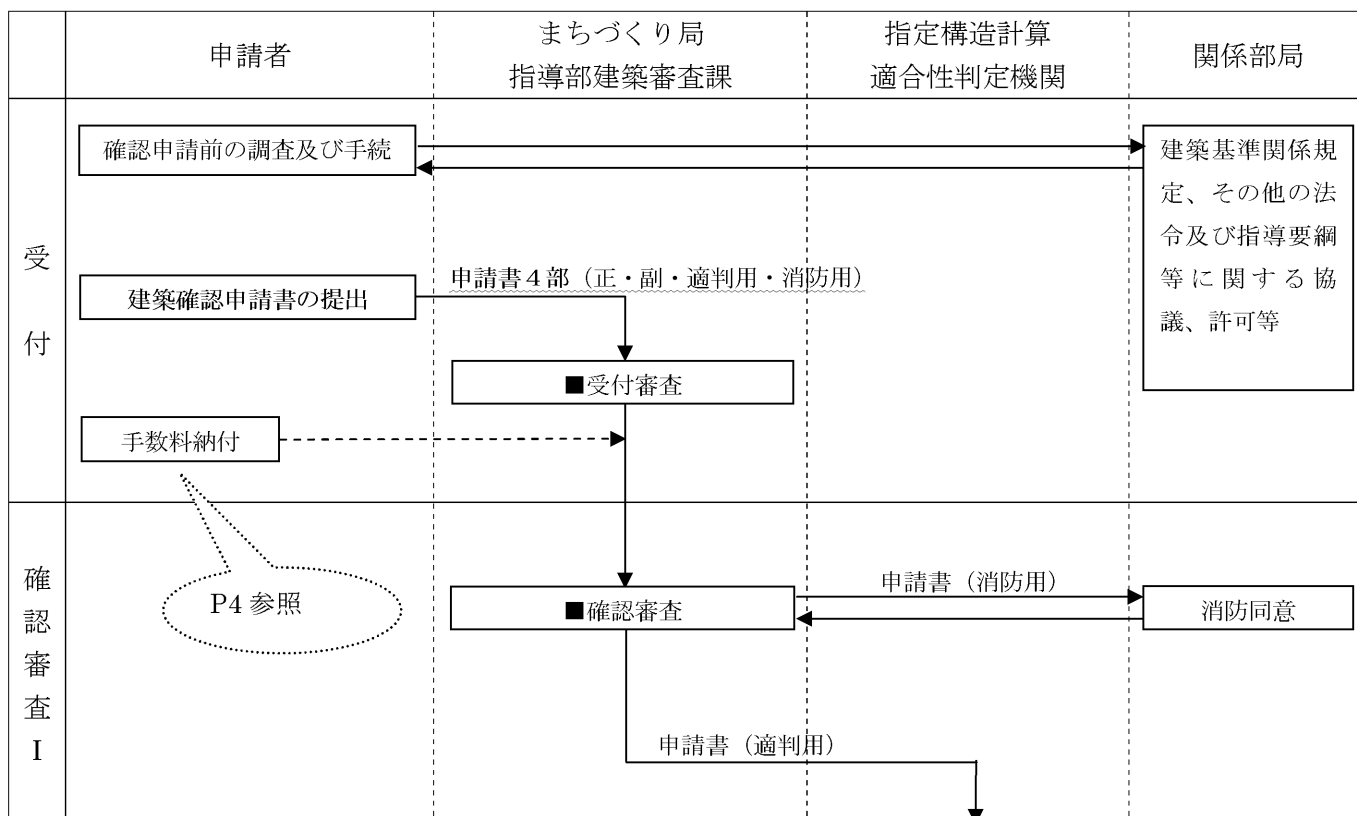 申請者
まちづくり局
指導部建築審査課
指定構造計算
適合性判定機関
関係部局
受付
確認申請前の調査及び手続
建築基準関係規
定、その他の法
令及び指導要綱
等に関する協
議、許可等
申請書４部（正・副・適判用・消防用）
建築確認申請書の提出
■受付審査
手数料納付
P4 参照
確認審査Ⅰ
■確認審査
申請書（消防用）
消防同意
申請書（適判用）